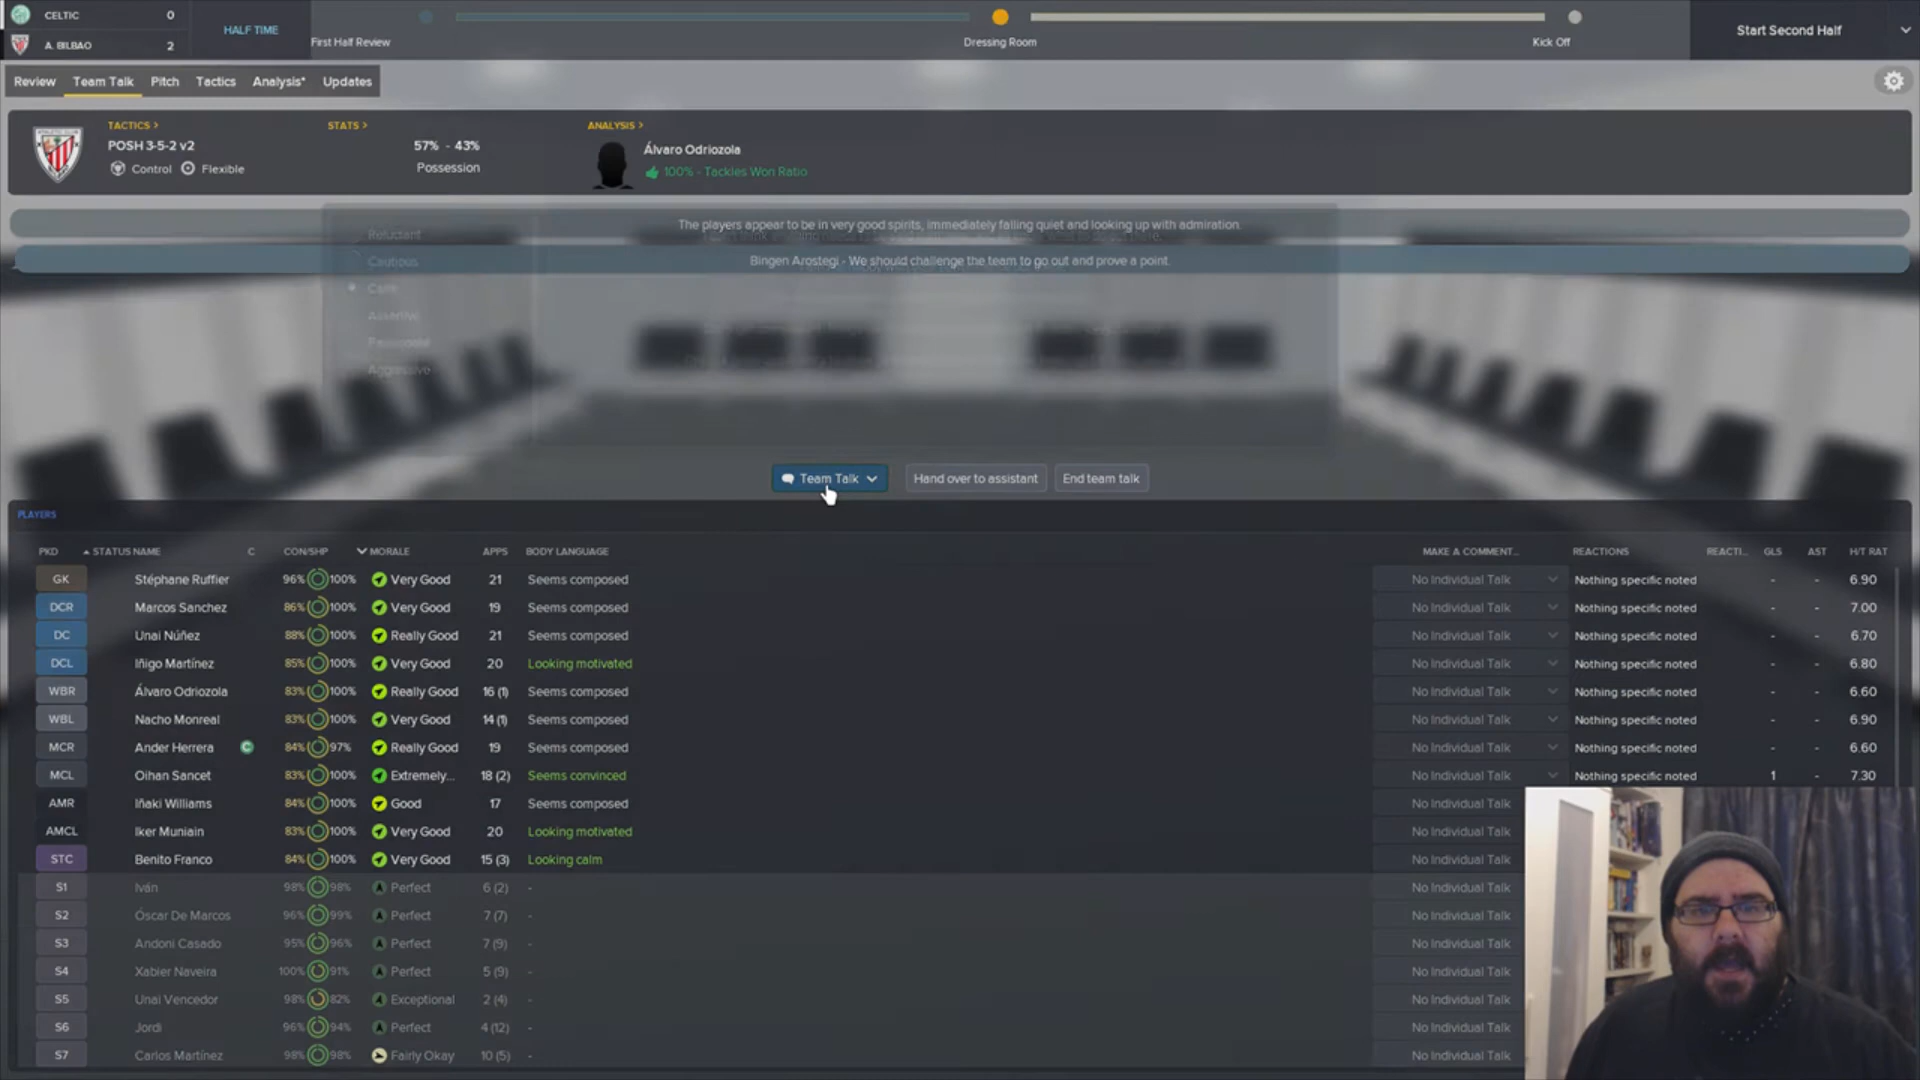 CELTIC 0
A. BILBAO 2
HALF TIME
First Half Review
Dressing Room
Kick Off
Start Second Half
Review Team Talk Pitch Tactics Analysis* Updates
TACTICS >
POSH 3-5-2 v2
Control Flexible
STATS >
57% - 43%
Possession
ANALYSIS >
Álvaro Odriozola
100% - Tackles Won Ratio
The players appear to be in very good spirits, immediately falling quiet and looking up with admiration.
Bingen Arostegi - We should challenge the team to go out and prove a point.
Reluctant
Cautious
Calm
Assertive
Passionate
Aggressive
Team Talk
Hand over to assistant
End team talk
PLAYERS
PKD STATUS NAME C CON/SHP MORALE APPS BODY LANGUAGE MAKE A COMMENT... REACTIONS REACTI... GLS AST H/T RAT
GK Stéphane Ruffier 96% 100% Very Good 21 Seems composed No Individual Talk Nothing specific noted - - 6.90
DCR Marcos Sanchez 86% 100% Very Good 19 Seems composed No Individual Talk Nothing specific noted - - 7.00
DC Unai Núñez 88% 100% Really Good 21 Seems composed No Individual Talk Nothing specific noted - - 6.70
DCL Iñigo Martínez 85% 100% Very Good 20 Looking motivated No Individual Talk Nothing specific noted - - 6.80
WBR Álvaro Odriozola 83% 100% Really Good 16 (1) Seems composed No Individual Talk Nothing specific noted - - 6.60
WBL Nacho Monreal 83% 100% Very Good 14 (1) Seems composed No Individual Talk Nothing specific noted - - 6.90
MCR Ander Herrera C 84% 97% Really Good 19 Seems composed No Individual Talk Nothing specific noted - - 6.60
MCL Oihan Sancet 83% 100% Extremely... 18 (2) Seems convinced No Individual Talk Nothing specific noted 1 - 7.30
AMR Iñaki Williams 84% 100% Good 17 Seems composed No Individual Talk
AMCL Iker Muniain 83% 100% Very Good 20 Looking motivated No Individual Talk
STC Benito Franco 84% 100% Very Good 15 (3) Looking calm No Individual Talk
S1 Iván 98% 98% Perfect 6 (2) - No Individual Talk
S2 Óscar De Marcos 96% 99% Perfect 7 (7) - No Individual Talk
S3 Andoni Casado 95% 96% Perfect 7 (9) - No Individual Talk
S4 Xabier Naveira 100% 91% Perfect 5 (9) - No Individual Talk
S5 Unai Vencedor 98% 82% Exceptional 2 (4) - No Individual Talk
S6 Jordi 96% 94% Perfect 4 (12) - No Individual Talk
S7 Carlos Martínez 98% 98% Fairly Okay 10 (5) - No Individual Talk